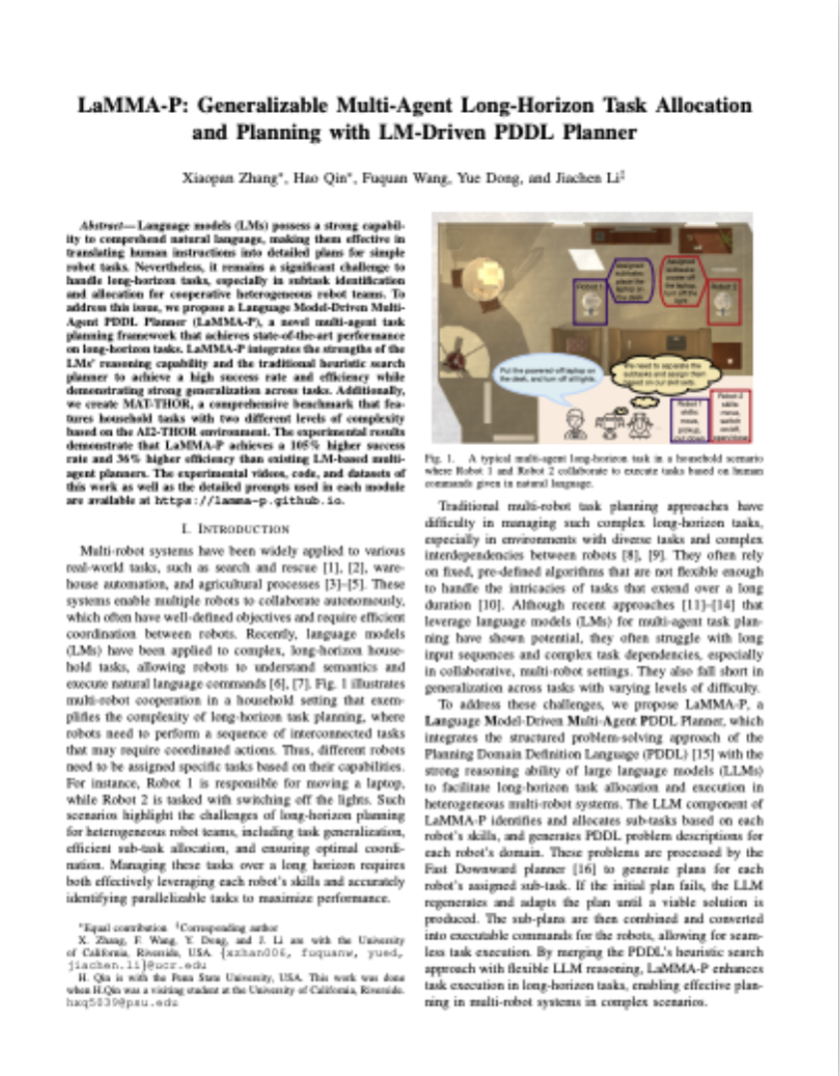 LaMMA-P: Generalizable Multi-Agent Long-Horizon Task Allocation
and Planning with LM-Driven PDDL Planner
Xiaopan Zhang*, Hao Qin*, Fuquan Wang, Yue Dong, and Jiachen Li‡
Abstract—Language models (LMs) possess a strong capabil-
ity to comprehend natural language, making them effective in
translating human instructions into detailed plans for simple
robot tasks. Nevertheless, it remains a significant challenge to
handle long-horizon tasks, especially in subtask identification
and allocation for cooperative heterogeneous robot teams. To
address this issue, we propose a Language Model-Driven Multi-
Agent PDDL Planner (LaMMA-P), a novel multi-agent task
planning framework that achieves state-of-the-art performance
on long-horizon tasks. LaMMA-P integrates the strengths of the
LMs' reasoning capability and the traditional heuristic search
planner to achieve a high success rate and efficiency while
demonstrating strong generalization across tasks. Additionally,
we create MAT-THOR, a comprehensive benchmark that fea-
tures household tasks with two different levels of complexity
based on the AI2-THOR environment. The experimental results
demonstrate that LaMMA-P achieves a 105% higher success
rate and 36% higher efficiency than existing LM-based multi-
agent planners. The experimental videos, code, and datasets of
this work as well as the detailed prompts used in each module
are available at https://lamma-p.github.io.
I. INTRODUCTION
Multi-robot systems have been widely applied to various
real-world tasks, such as search and rescue [1], [2], ware-
house automation, and agricultural processes [3]–[5]. These
systems enable multiple robots to collaborate autonomously,
which often have well-defined objectives and require efficient
coordination between robots. Recently, language models
(LMs) have been applied to complex, long-horizon house-
hold tasks, allowing robots to understand semantics and
execute natural language commands [6], [7]. Fig. 1 illustrates
multi-robot cooperation in a household setting that exem-
plifies the complexity of long-horizon task planning, where
robots need to perform a sequence of interconnected tasks
that may require coordinated actions. Thus, different robots
need to be assigned specific tasks based on their capabilities.
For instance, Robot 1 is responsible for moving a laptop,
while Robot 2 is tasked with switching off the lights. Such
scenarios highlight the challenges of long-horizon planning
for heterogeneous robot teams, including task generalization,
efficient sub-task allocation, and ensuring optimal coordi-
nation. Managing these tasks over a long horizon requires
both effectively leveraging each robot's skills and accurately
identifying parallelizable tasks to maximize performance.
*Equal contribution ‡Corresponding author
X. Zhang, F. Wang, Y. Dong, and J. Li are with the University
of California, Riverside, USA. {xzhan006, fuquanw, yued,
jiachen.li}@ucr.edu
H. Qin is with the Penn State University, USA. This work was done
when H.Qin was a visiting student at the University of California, Riverside.
hxq5039@psu.edu
Robot 1
Assigned
subtasks:
place the
laptop on
the desk
Assigned
subtasks:
power off
the laptop,
turn off the
light
Robot 2
Put the powered-off laptop on
the desk, and turn off all lights.
We need to separate the
subtasks and assign them
based on our end early.
Robot 1
skills:
move,
pickup,
put down
Robot 2
skills:
move,
switch
on/off,
open/close
Fig. 1. A typical multi-agent long-horizon task in a household scenario
where Robot 1 and Robot 2 collaborate to execute tasks based on human
commands given in natural language.
Traditional multi-robot task planning approaches have
difficulty in managing such complex long-horizon tasks,
especially in environments with diverse tasks and complex
interdependencies between robots [8], [9]. They often rely
on fixed, pre-defined algorithms that are not flexible enough
to handle the intricacies of tasks that extend over a long
duration [10]. Although recent approaches [11]–[14] that
leverage language models (LMs) for multi-agent task plan-
ning have shown potential, they often struggle with long
input sequences and complex task dependencies, especially
in collaborative, multi-robot settings. They also fall short in
generalization across tasks with varying levels of difficulty.
To address these challenges, we propose LaMMA-P, a
Language Model-Driven Multi-Agent PDDL Planner, which
integrates the structured problem-solving approach of the
Planning Domain Definition Language (PDDL) [15] with the
strong reasoning ability of large language models (LLMs)
to facilitate long-horizon task allocation and execution in
heterogeneous multi-robot systems. The LLM component of
LaMMA-P identifies and allocates sub-tasks based on each
robot's skills, and generates PDDL problem descriptions for
each robot's domain. These problems are processed by the
Fast Downward planner [16] to generate plans for each
robot's assigned sub-task. If the initial plan fails, the LLM
regenerates and adapts the plan until a viable solution is
produced. The sub-plans are then combined and converted
into executable commands for the robots, allowing for seam-
less task execution. By merging the PDDL's heuristic search
approach with flexible LLM reasoning, LaMMA-P enhances
task execution in long-horizon tasks, enabling effective plan-
ning in multi-robot systems in complex scenarios.